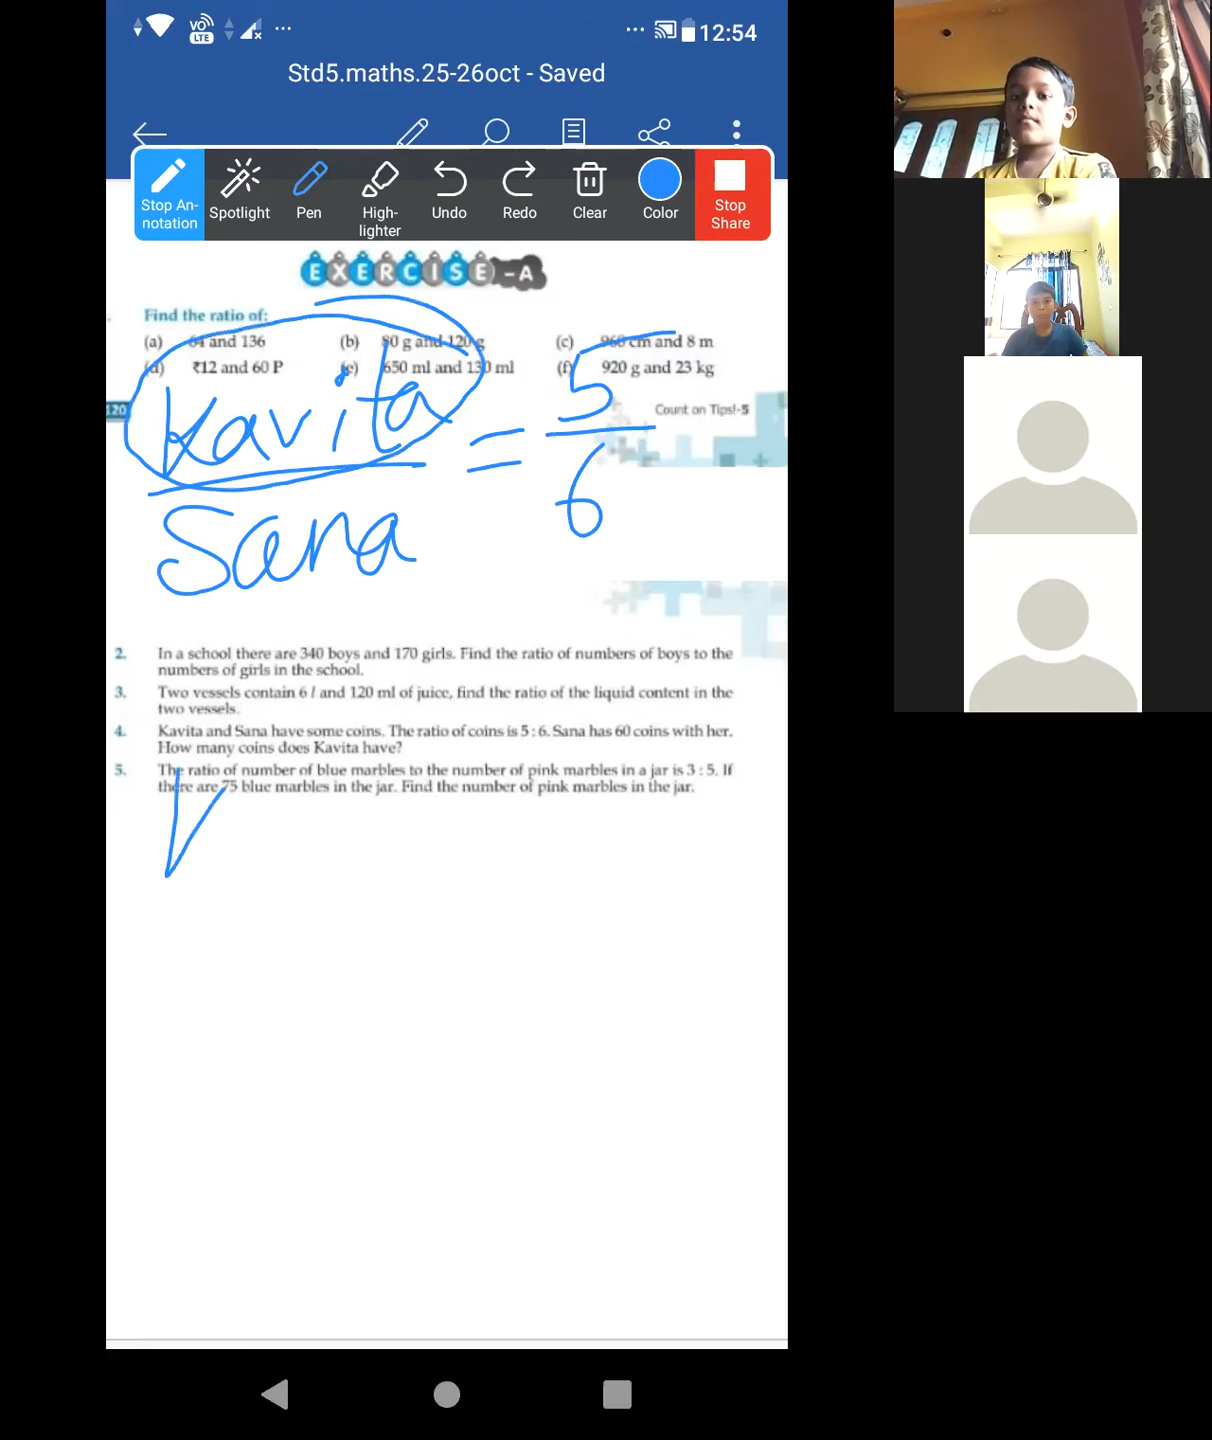 VO
LTE
12:54
Std5.maths.25-26oct - Saved
Stop An-
notation
Spotlight
Pen
High-
lighter
Undo
Redo
Clear
Color
Stop
Share
EXERCISE-A
Find the ratio of:
(a) 64 and 136 (b) 80 g and 120 g (c) 960 cm and 8 m
(d) ₹12 and 60 P (e) 650 ml and 130 ml (f) 920 g and 23 kg
120
Count on Tips!-5
Kavita = 5
Sana 6
2. In a school there are 340 boys and 170 girls. Find the ratio of numbers of boys to the
numbers of girls in the school.
3. Two vessels contain 6 l and 120 ml of juice, find the ratio of the liquid content in the
two vessels.
4. Kavita and Sana have some coins. The ratio of coins is 5 : 6. Sana has 60 coins with her.
How many coins does Kavita have?
5. The ratio of number of blue marbles to the number of pink marbles in a jar is 3 : 5. If
there are 75 blue marbles in the jar. Find the number of pink marbles in the jar.